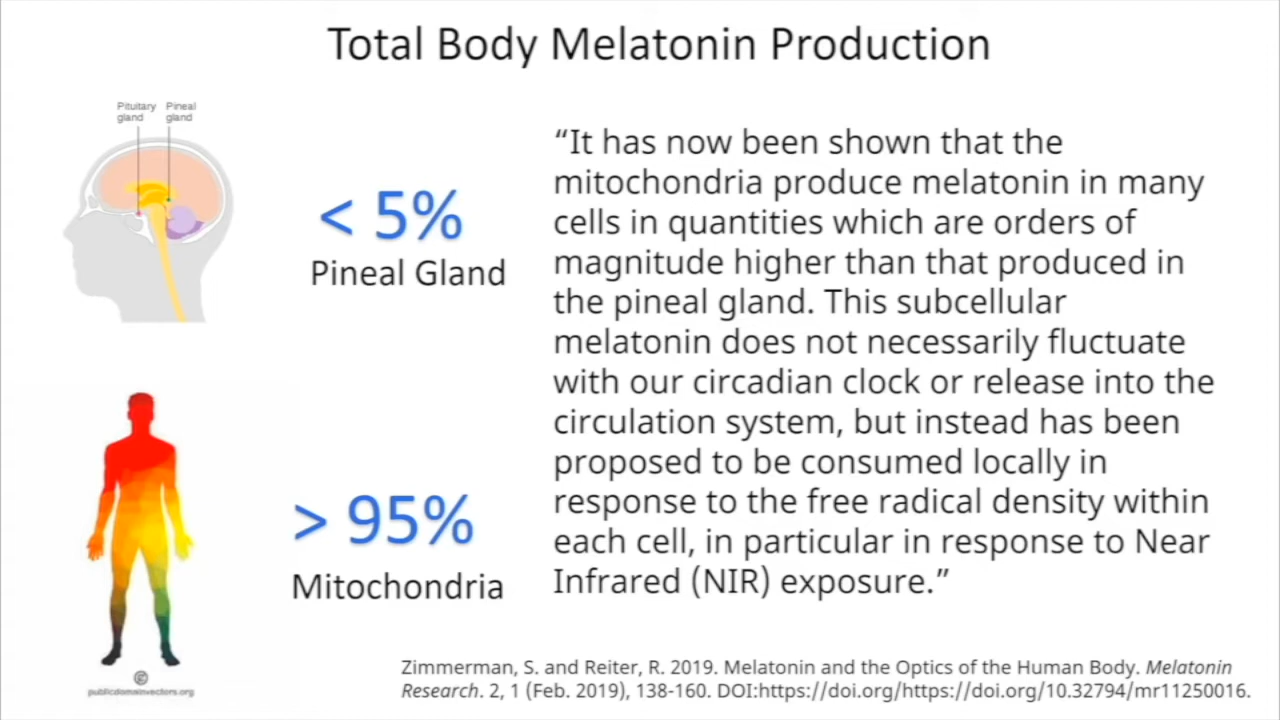 Total Body Melatonin Production
Pituitary gland
Pineal gland
< 5%
Pineal Gland
> 95%
Mitochondria
“It has now been shown that the
mitochondria produce melatonin in many
cells in quantities which are orders of
magnitude higher than that produced in
the pineal gland. This subcellular
melatonin does not necessarily fluctuate
with our circadian clock or release into the
circulation system, but instead has been
proposed to be consumed locally in
response to the free radical density within
each cell, in particular in response to Near
Infrared (NIR) exposure.”
©
publicdomainvectors.org
Zimmerman, S. and Reiter, R. 2019. Melatonin and the Optics of the Human Body. Melatonin
Research. 2, 1 (Feb. 2019), 138-160. DOI:https://doi.org/https://doi.org/10.32794/mr11250016.